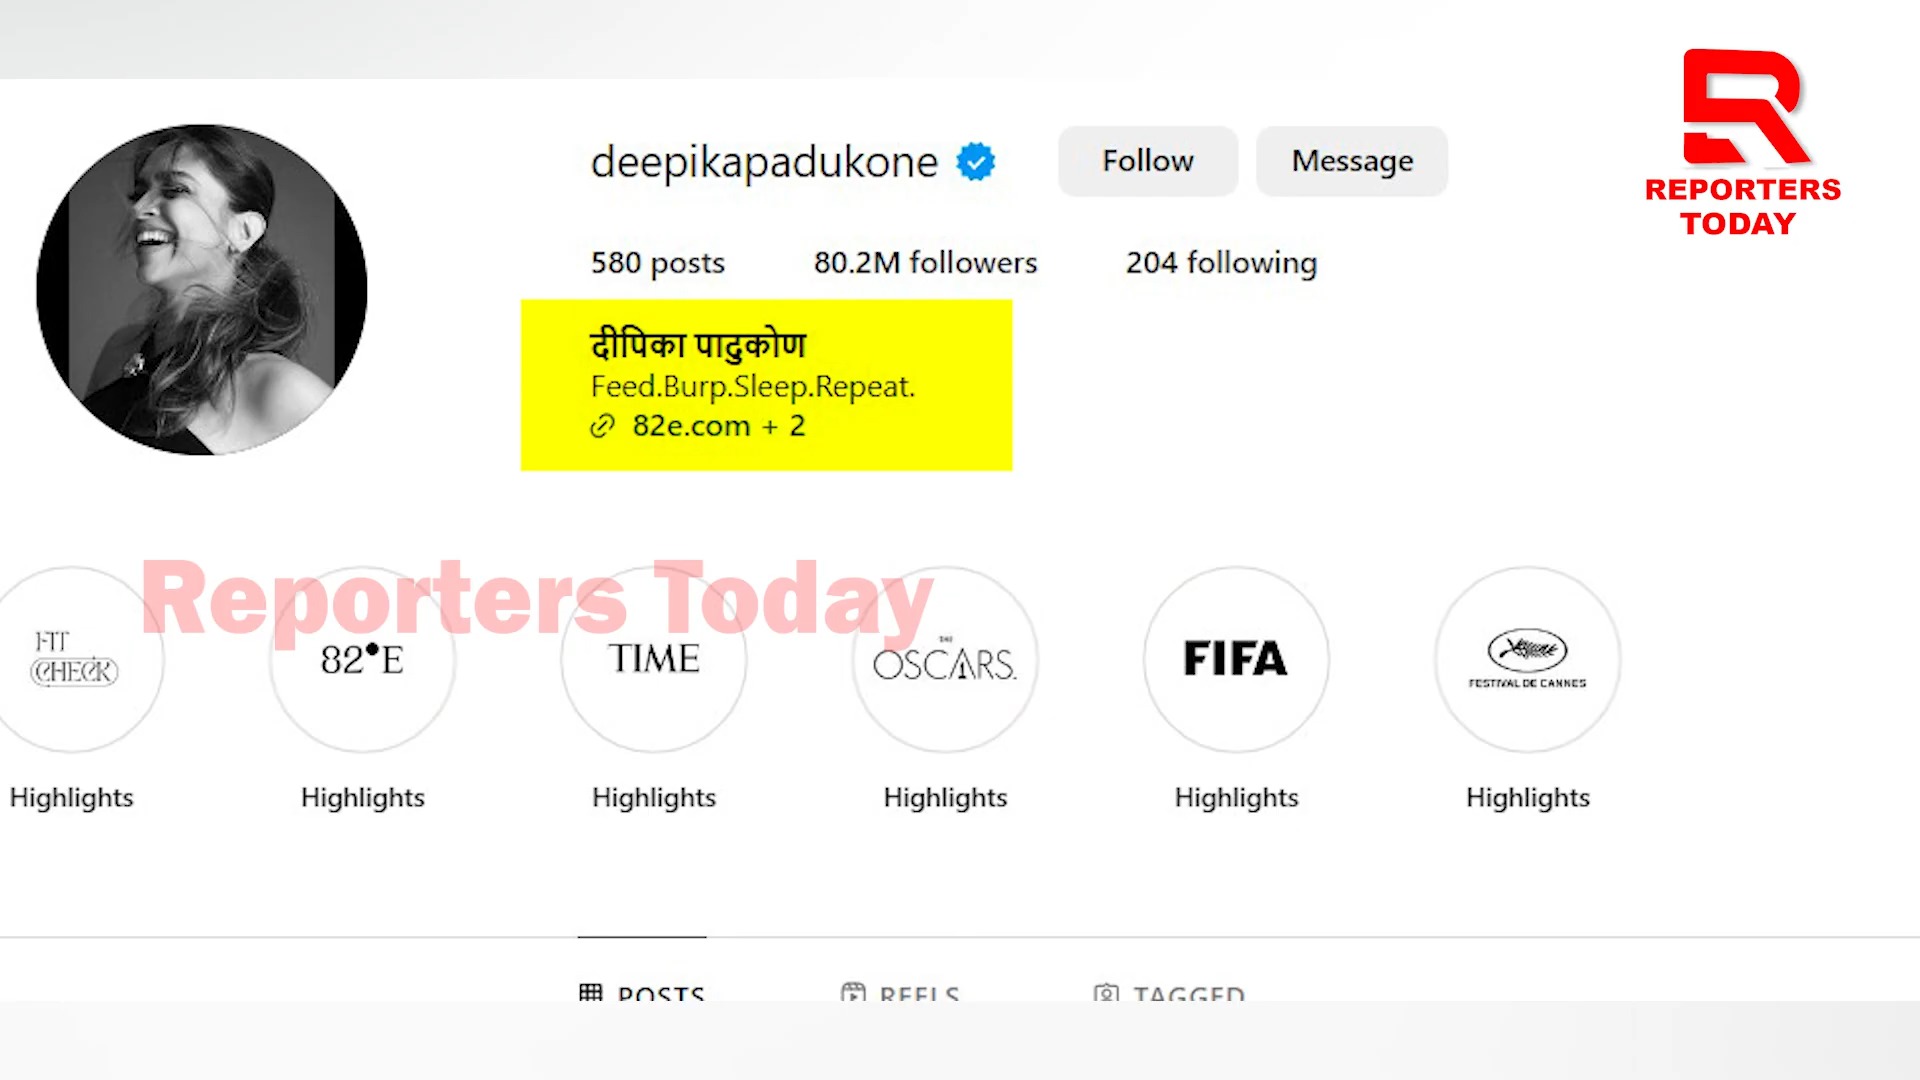 REPORTERS
TODAY
deepikapadukone
Follow
Message
580 posts
80.2M followers
204 following
दीपिका पादुकोण
Feed.Burp.Sleep.Repeat.
82e.com + 2
Reporters Today
FIT
CHECK
82°E
TIME
THE
OSCARS.
FIFA
FESTIVAL DE CANNES
Highlights
Highlights
Highlights
Highlights
Highlights
Highlights
POSTS
REELS
TAGGED